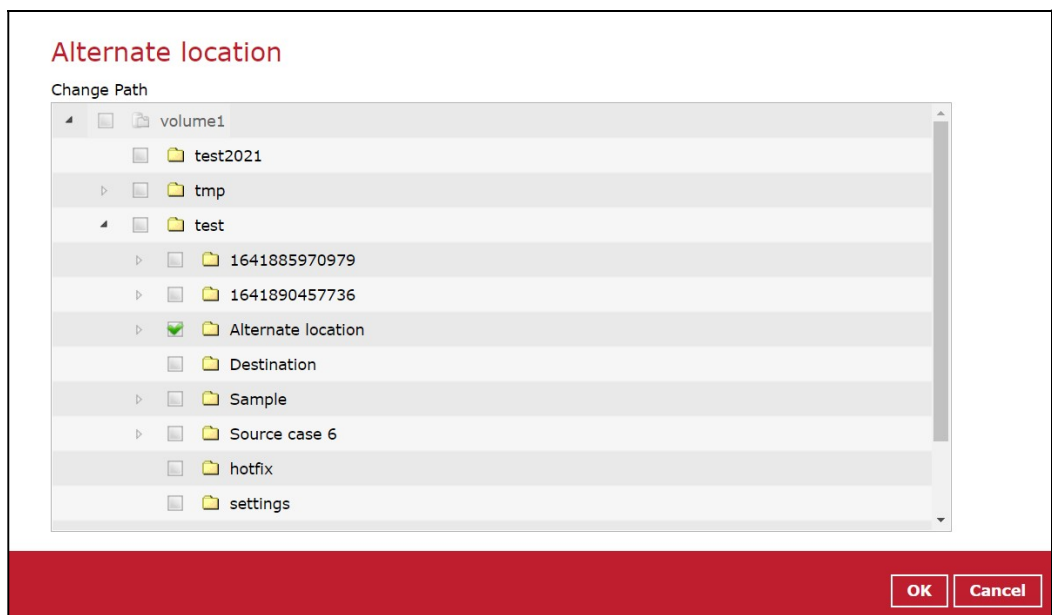 Alternate location
Change Path
volume1
test2021
tmp
test
1641885970979
1641890457736
Alternate location
Destination
Sample
Source case 6
hotfix
settings
OK Cancel